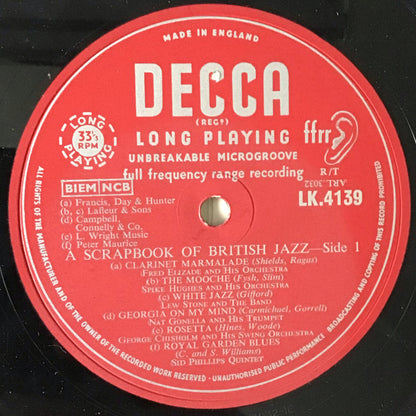 MADE IN ENGLAND
DECCA
(REGD)
LONG PLAYING
33⅓
RPM
LONG PLAYING
ffrr
UNBREAKABLE MICROGROOVE
full frequency range recording
R/T
ARL.3032
BIEM NCB
LK.4139
(a) Francis, Day & Hunter
(b, c) Lafleur & Sons
(d) Campbell,
Connelly & Co.
(e) L. Wright Music
(f) Peter Maurice
A SCRAPBOOK OF BRITISH JAZZ—Side 1
(a) CLARINET MARMALADE (Shields, Ragas)
FRED ELIZALDE AND HIS ORCHESTRA
(b) THE MOOCHE (Fysh, Slim)
SPIKE HUGHES AND HIS ORCHESTRA
(c) WHITE JAZZ (Gifford)
LEW STONE AND THE BAND
(d) GEORGIA ON MY MIND (Carmichael, Gorrell)
NAT GONELLA AND HIS TRUMPET
(e) ROSETTA (Hines, Woode)
GEORGE CHISHOLM AND HIS SWING ORCHESTRA
(f) ROYAL GARDEN BLUES
(C. and S. Williams)
SID PHILLIPS QUINTET
ALL RIGHTS OF THE MANUFACTURER AND OF THE OWNER OF THE RECORDED WORK RESERVED · UNAUTHORISED PUBLIC PERFORMANCE BROADCASTING AND COPYING OF THIS RECORD PROHIBITED